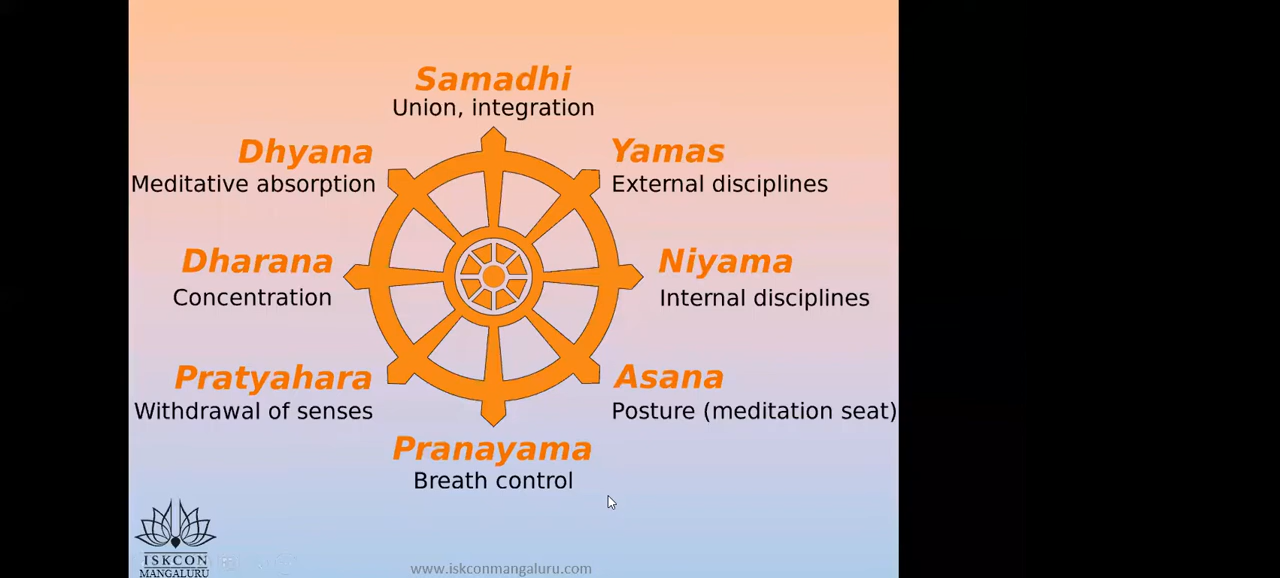 Samadhi
Union, integration
Dhyana
Meditative absorption
Yamas
External disciplines
Dharana
Concentration
Niyama
Internal disciplines
Pratyahara
Withdrawal of senses
Asana
Posture (meditation seat)
Pranayama
Breath control
ISKCON
MANGALURU
www.iskconmangaluru.com